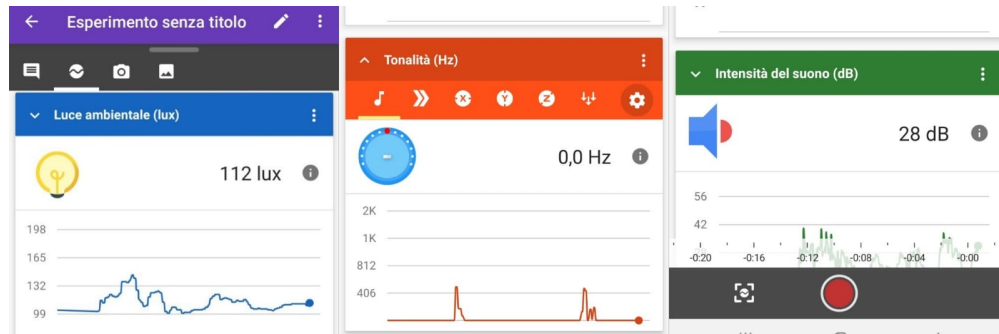 Esperimento senza titolo
Luce ambientale (lux)
112 lux
198
165
132
99
Tonalità (Hz)
0,0 Hz
2K
1K
812
406
Intensità del suono (dB)
28 dB
56
42
-0:20
-0:16
-0:12
-0:08
-0:04
-0:00